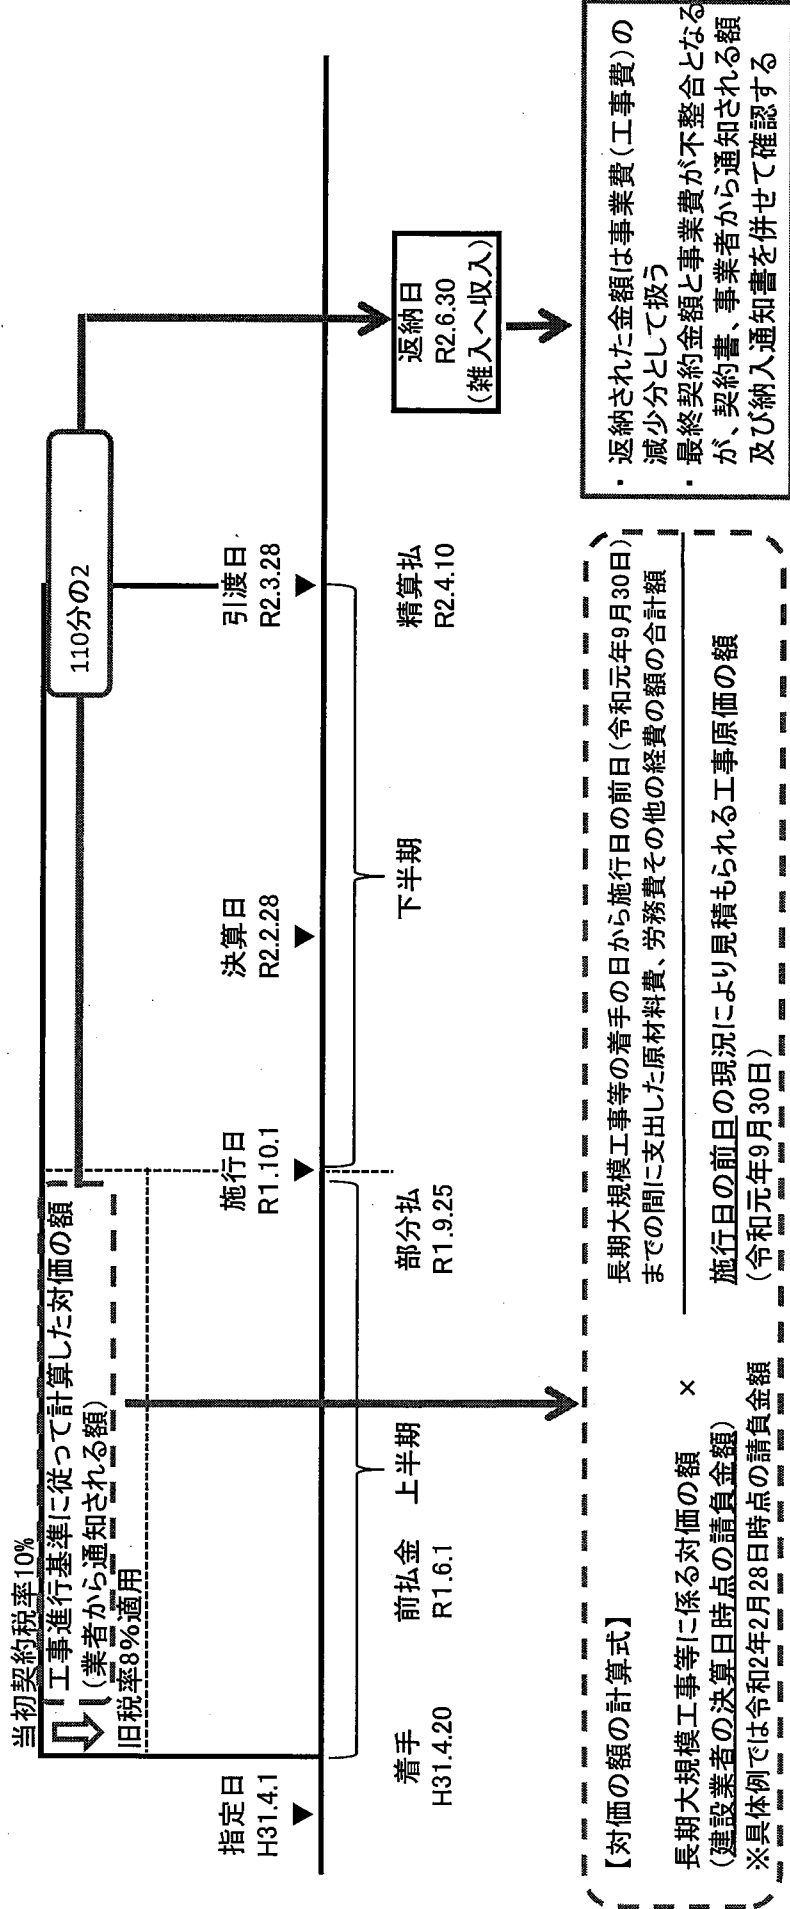 当初契約税率10%
工事進行基準に従って計算した対価の額
(業者から通知される額)
旧税率8%適用
110分の2
指定日
H31.4.1
施行日
R1.10.1
決算日
R2.2.28
引渡日
R2.3.28
着手
H31.4.20
前払金
R1.6.1
上半期
部分払
R1.9.25
下半期
精算払
R2.4.10
返納日
R2.6.30
(雑入へ収入)
【対価の額の計算式】
長期大規模工事等に係る対価の額
(建設業者の決算日時点の請負金額)
※具体例では令和2年2月28日時点の請負金額
×
長期大規模工事等の着手の日から施行日の前日(令和元年9月30日)
までの間に支出した原材料費、労務費その他の経費の額の合計額
施行日の前日の現況により見積もられる工事原価の額
(令和元年9月30日)
・ 返納された金額は事業費(工事費)の
減少分として扱う
・ 最終契約金額と事業費が不整合となる
が、契約書、事業者から通知される額
及び納入通知書を併せて確認する